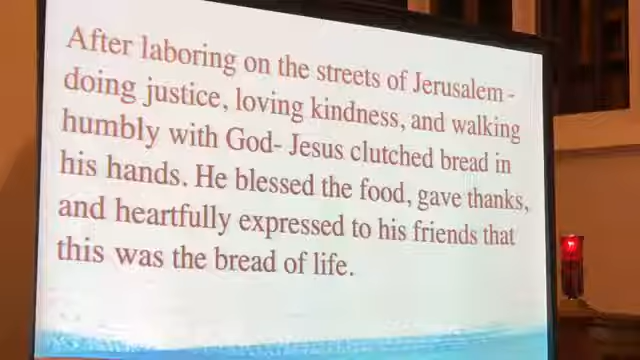 After laboring on the streets of Jerusalem -
doing justice, loving kindness, and walking
humbly with God- Jesus clutched bread in
his hands. He blessed the food, gave thanks,
and heartfully expressed to his friends that
this was the bread of life.